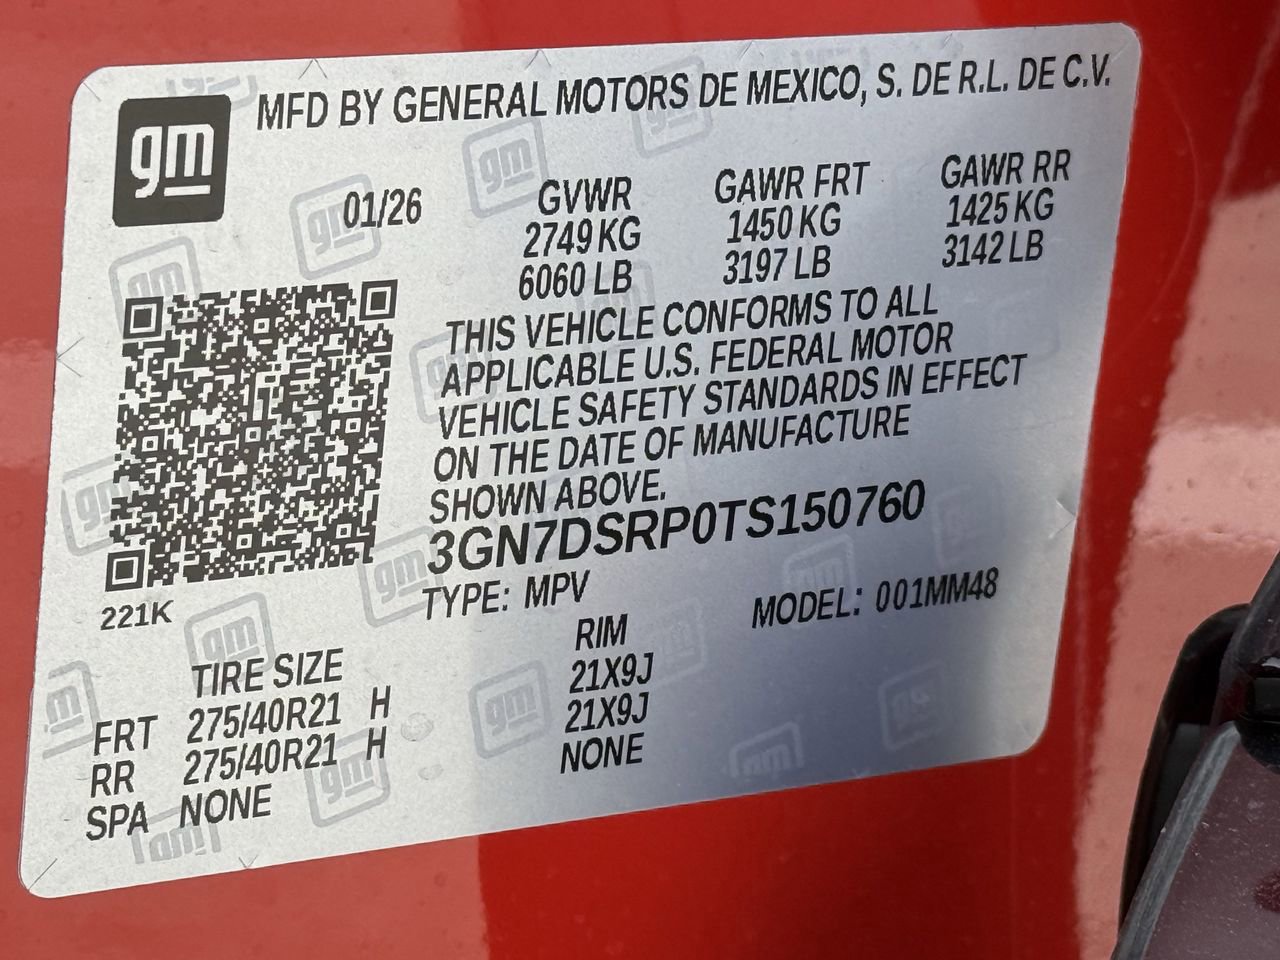 gm
MFD BY GENERAL MOTORS DE MEXICO, S. DE R.L. DE C.V.
01/26 GVWR GAWR FRT GAWR RR
2749 KG 1450 KG 1425 KG
6060 LB 3197 LB 3142 LB
THIS VEHICLE CONFORMS TO ALL
APPLICABLE U.S. FEDERAL MOTOR
VEHICLE SAFETY STANDARDS IN EFFECT
ON THE DATE OF MANUFACTURE
SHOWN ABOVE.
3GN7DSRP0TS150760
221K
TYPE: MPV MODEL: 001MM48
TIRE SIZE RIM
FRT 275/40R21 H 21X9J
RR 275/40R21 H 21X9J
SPA NONE NONE